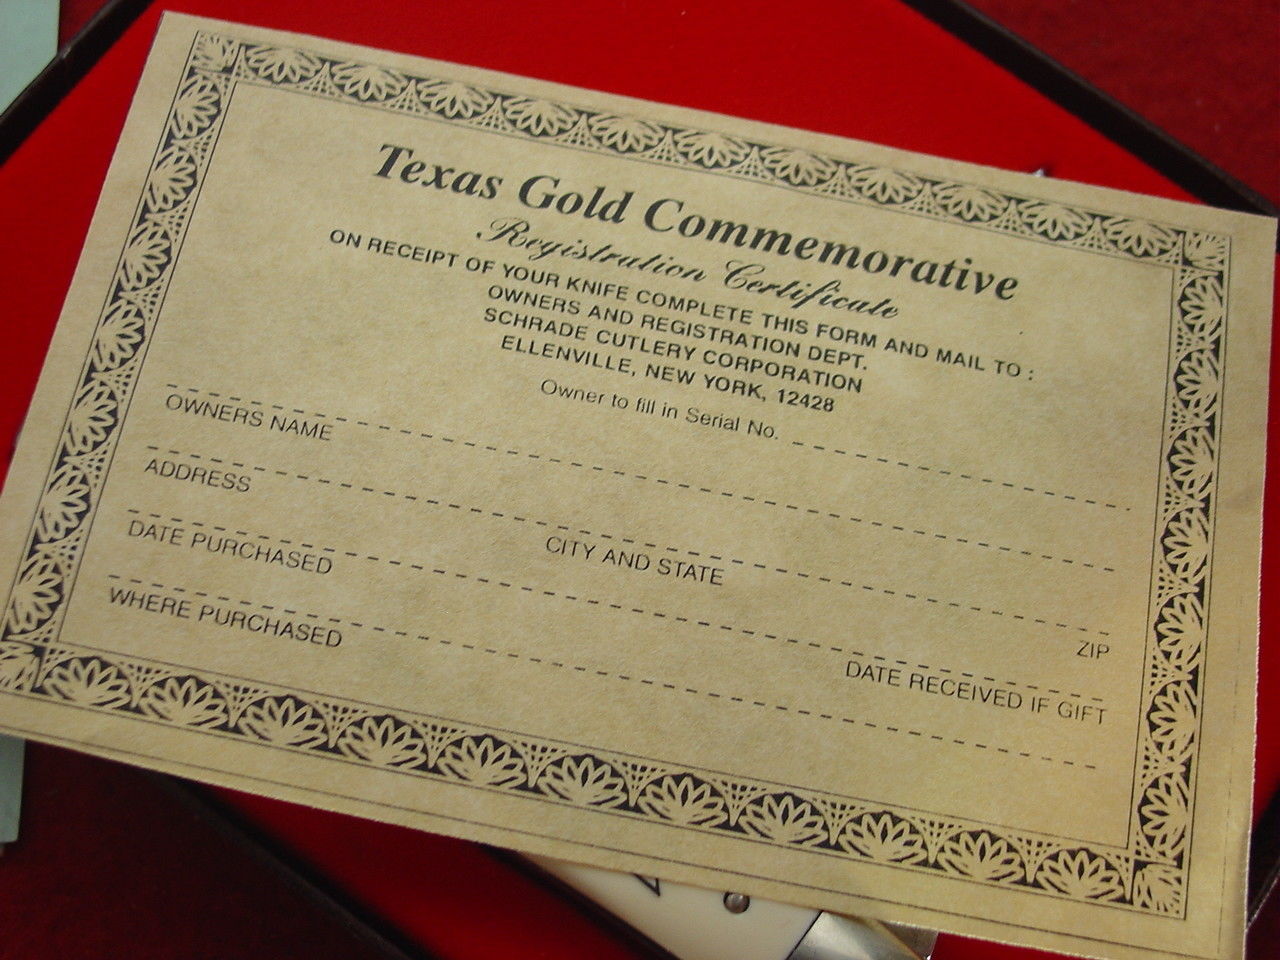 Texas Gold Commemorative
Registration Certificate
ON RECEIPT OF YOUR KNIFE COMPLETE THIS FORM AND MAIL TO :
OWNERS AND REGISTRATION DEPT.
SCHRADE CUTLERY CORPORATION
ELLENVILLE, NEW YORK, 12428
Owner to fill in Serial No.
OWNERS NAME
ADDRESS
CITY AND STATE
ZIP
DATE PURCHASED
DATE RECEIVED IF GIFT
WHERE PURCHASED